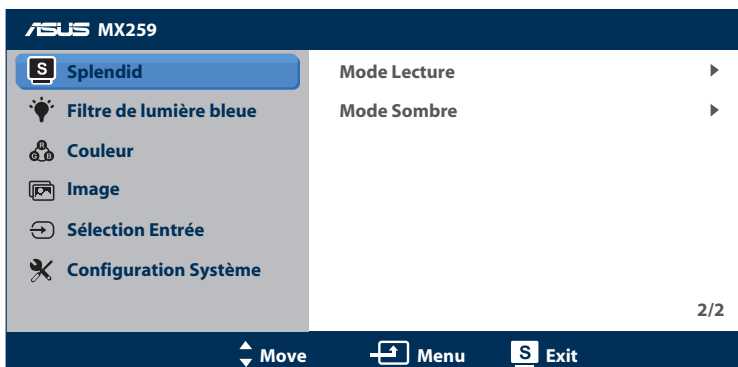 ASUS MX259
S Splendid
Filtre de lumière bleue
R G B Couleur
Image
Sélection Entrée
Configuration Système
Mode Lecture
Mode Sombre
2/2
Move Menu S Exit